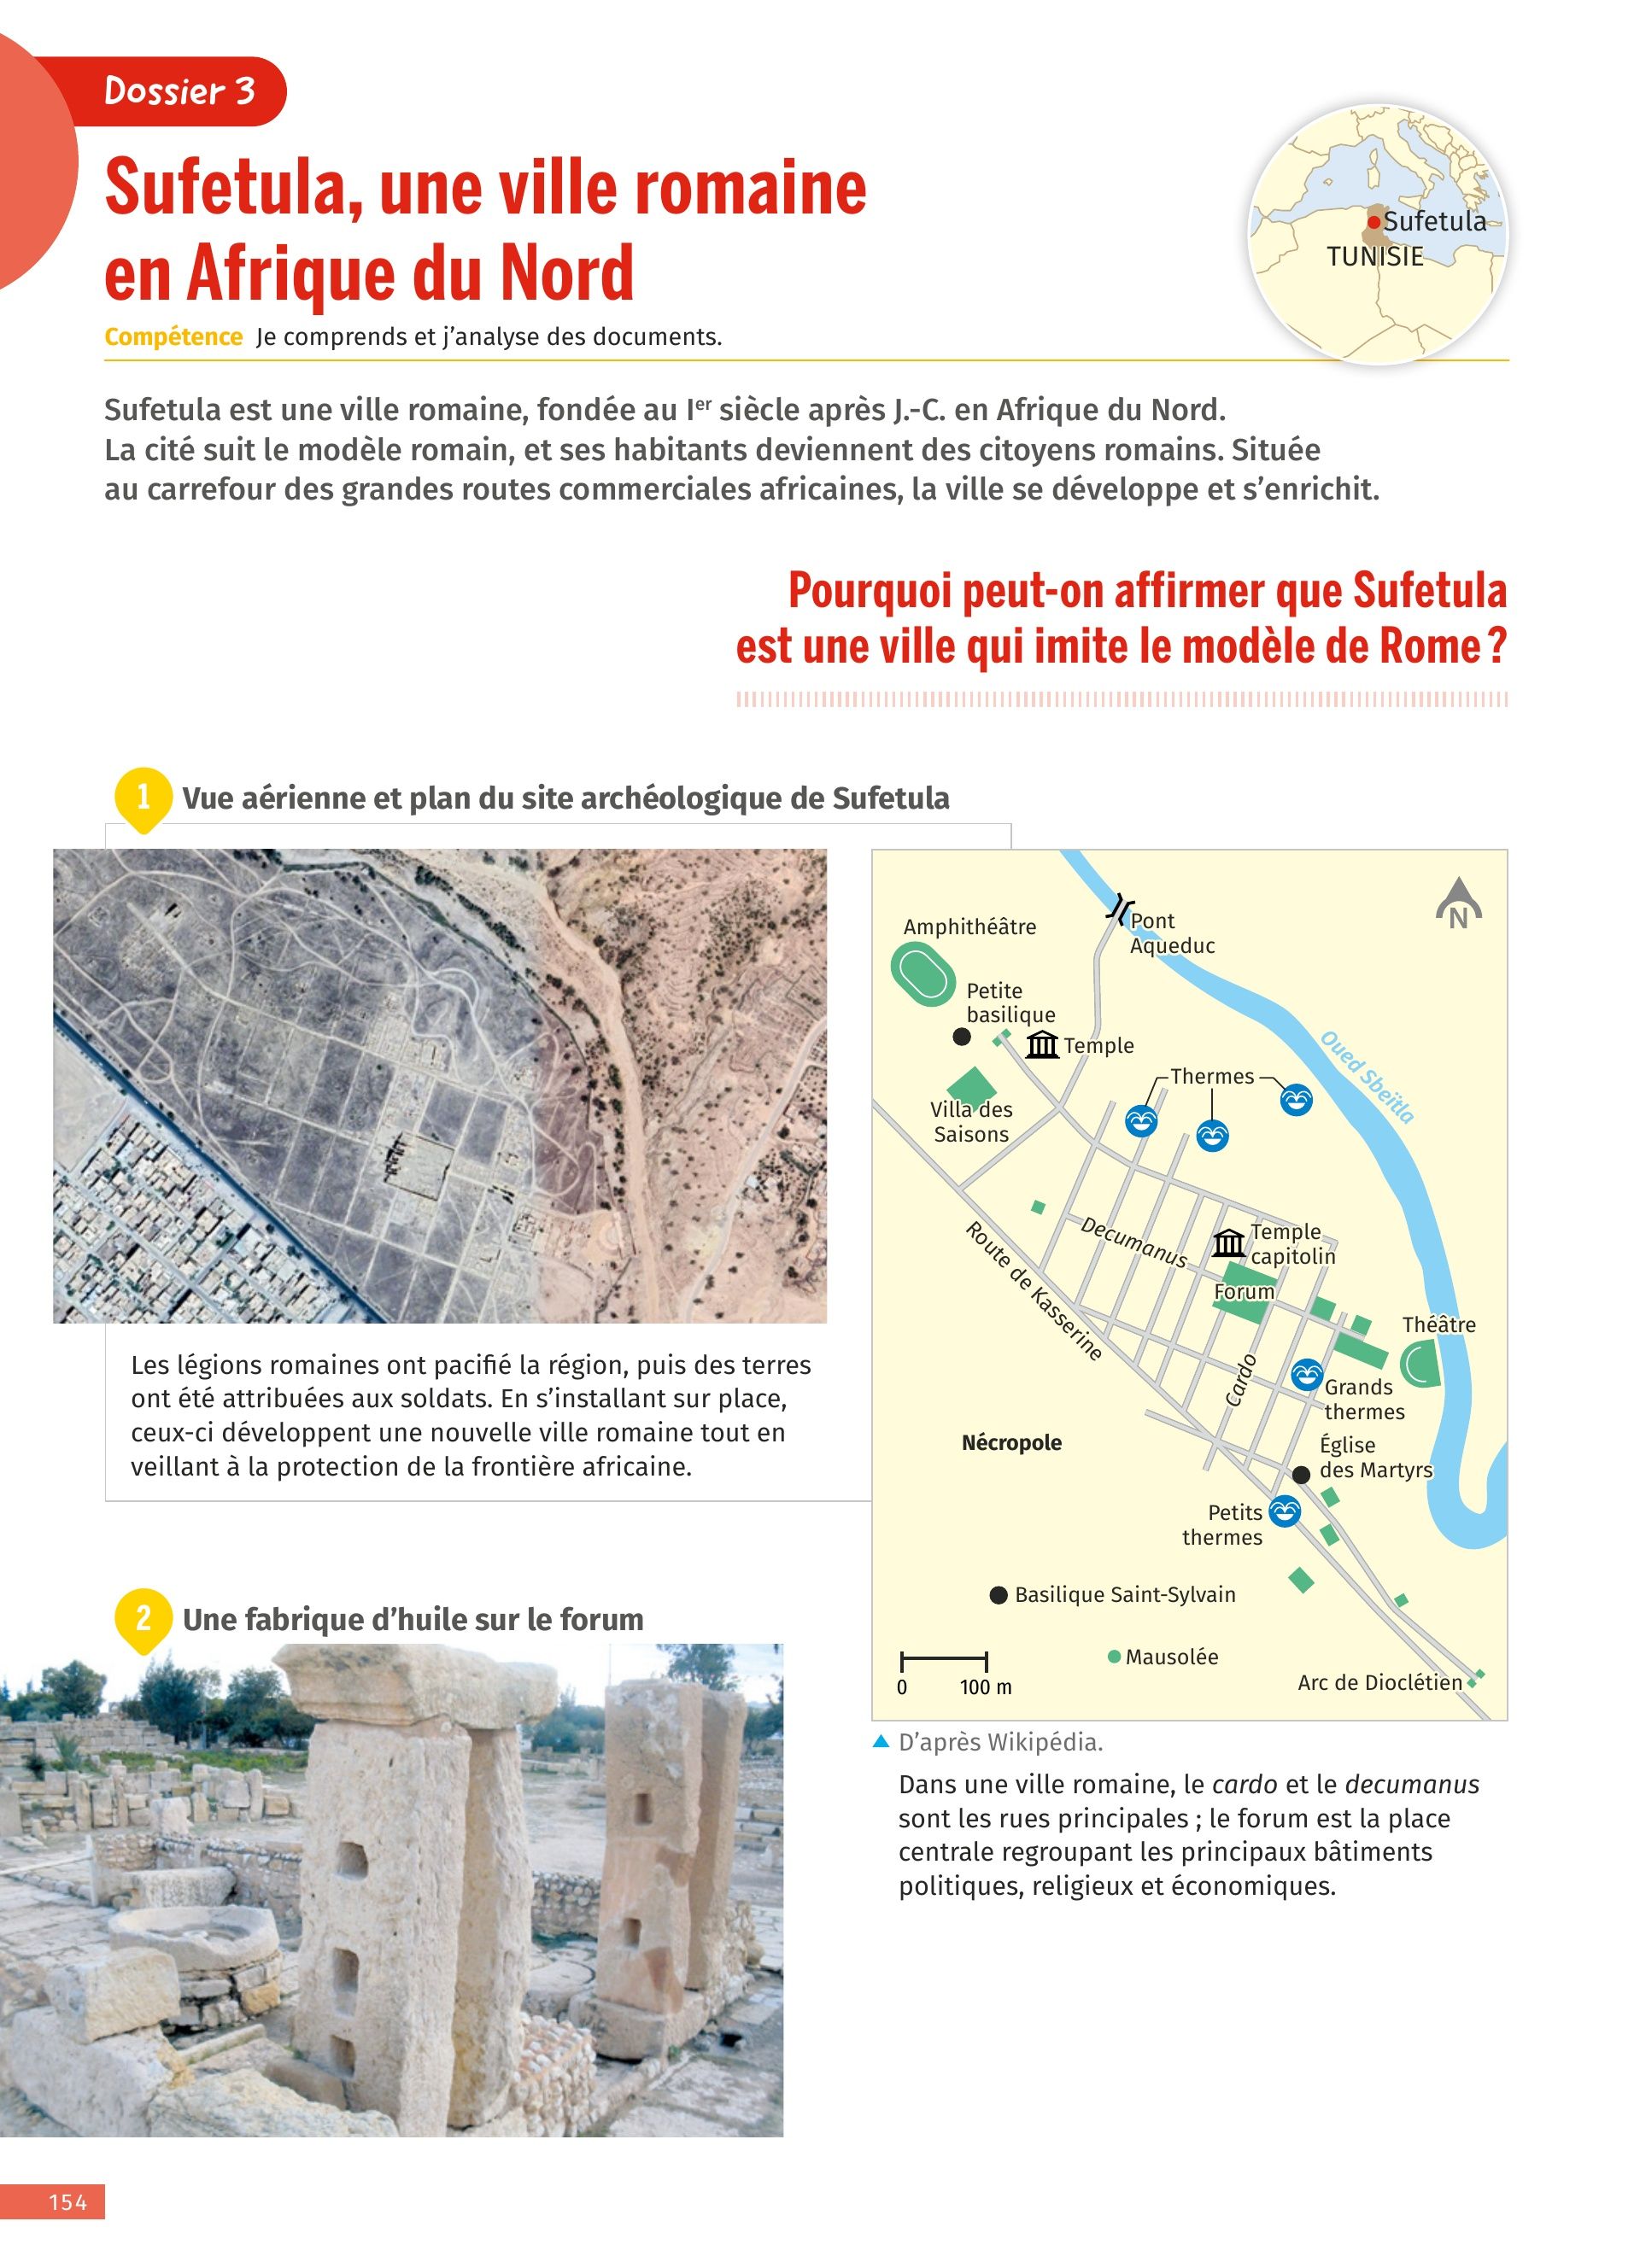 Dossier 3
Sufetula, une ville romaine
en Afrique du Nord
Compétence Je comprends et j’analyse des documents.
Sufetula
TUNISIE
Sufetula est une ville romaine, fondée au Ier siècle après J.-C. en Afrique du Nord.
La cité suit le modèle romain, et ses habitants deviennent des citoyens romains. Située
au carrefour des grandes routes commerciales africaines, la ville se développe et s’enrichit.
Pourquoi peut-on affirmer que Sufetula
est une ville qui imite le modèle de Rome ?
1 Vue aérienne et plan du site archéologique de Sufetula
Les légions romaines ont pacifié la région, puis des terres
ont été attribuées aux soldats. En s’installant sur place,
ceux-ci développent une nouvelle ville romaine tout en
veillant à la protection de la frontière africaine.
N
Amphithéâtre
Pont
Aqueduc
Petite
basilique
Temple
Oued Sbeïtla
Thermes
Villa des
Saisons
Decumanus
Route de Kasserine
Temple
capitolin
Forum
Théâtre
Cardo
Grands
thermes
Nécropole
Église
des Martyrs
Petits
thermes
Basilique Saint-Sylvain
Mausolée
Arc de Dioclétien
0 100 m
D’après Wikipédia.
Dans une ville romaine, le cardo et le decumanus
sont les rues principales ; le forum est la place
centrale regroupant les principaux bâtiments
politiques, religieux et économiques.
2 Une fabrique d’huile sur le forum
154